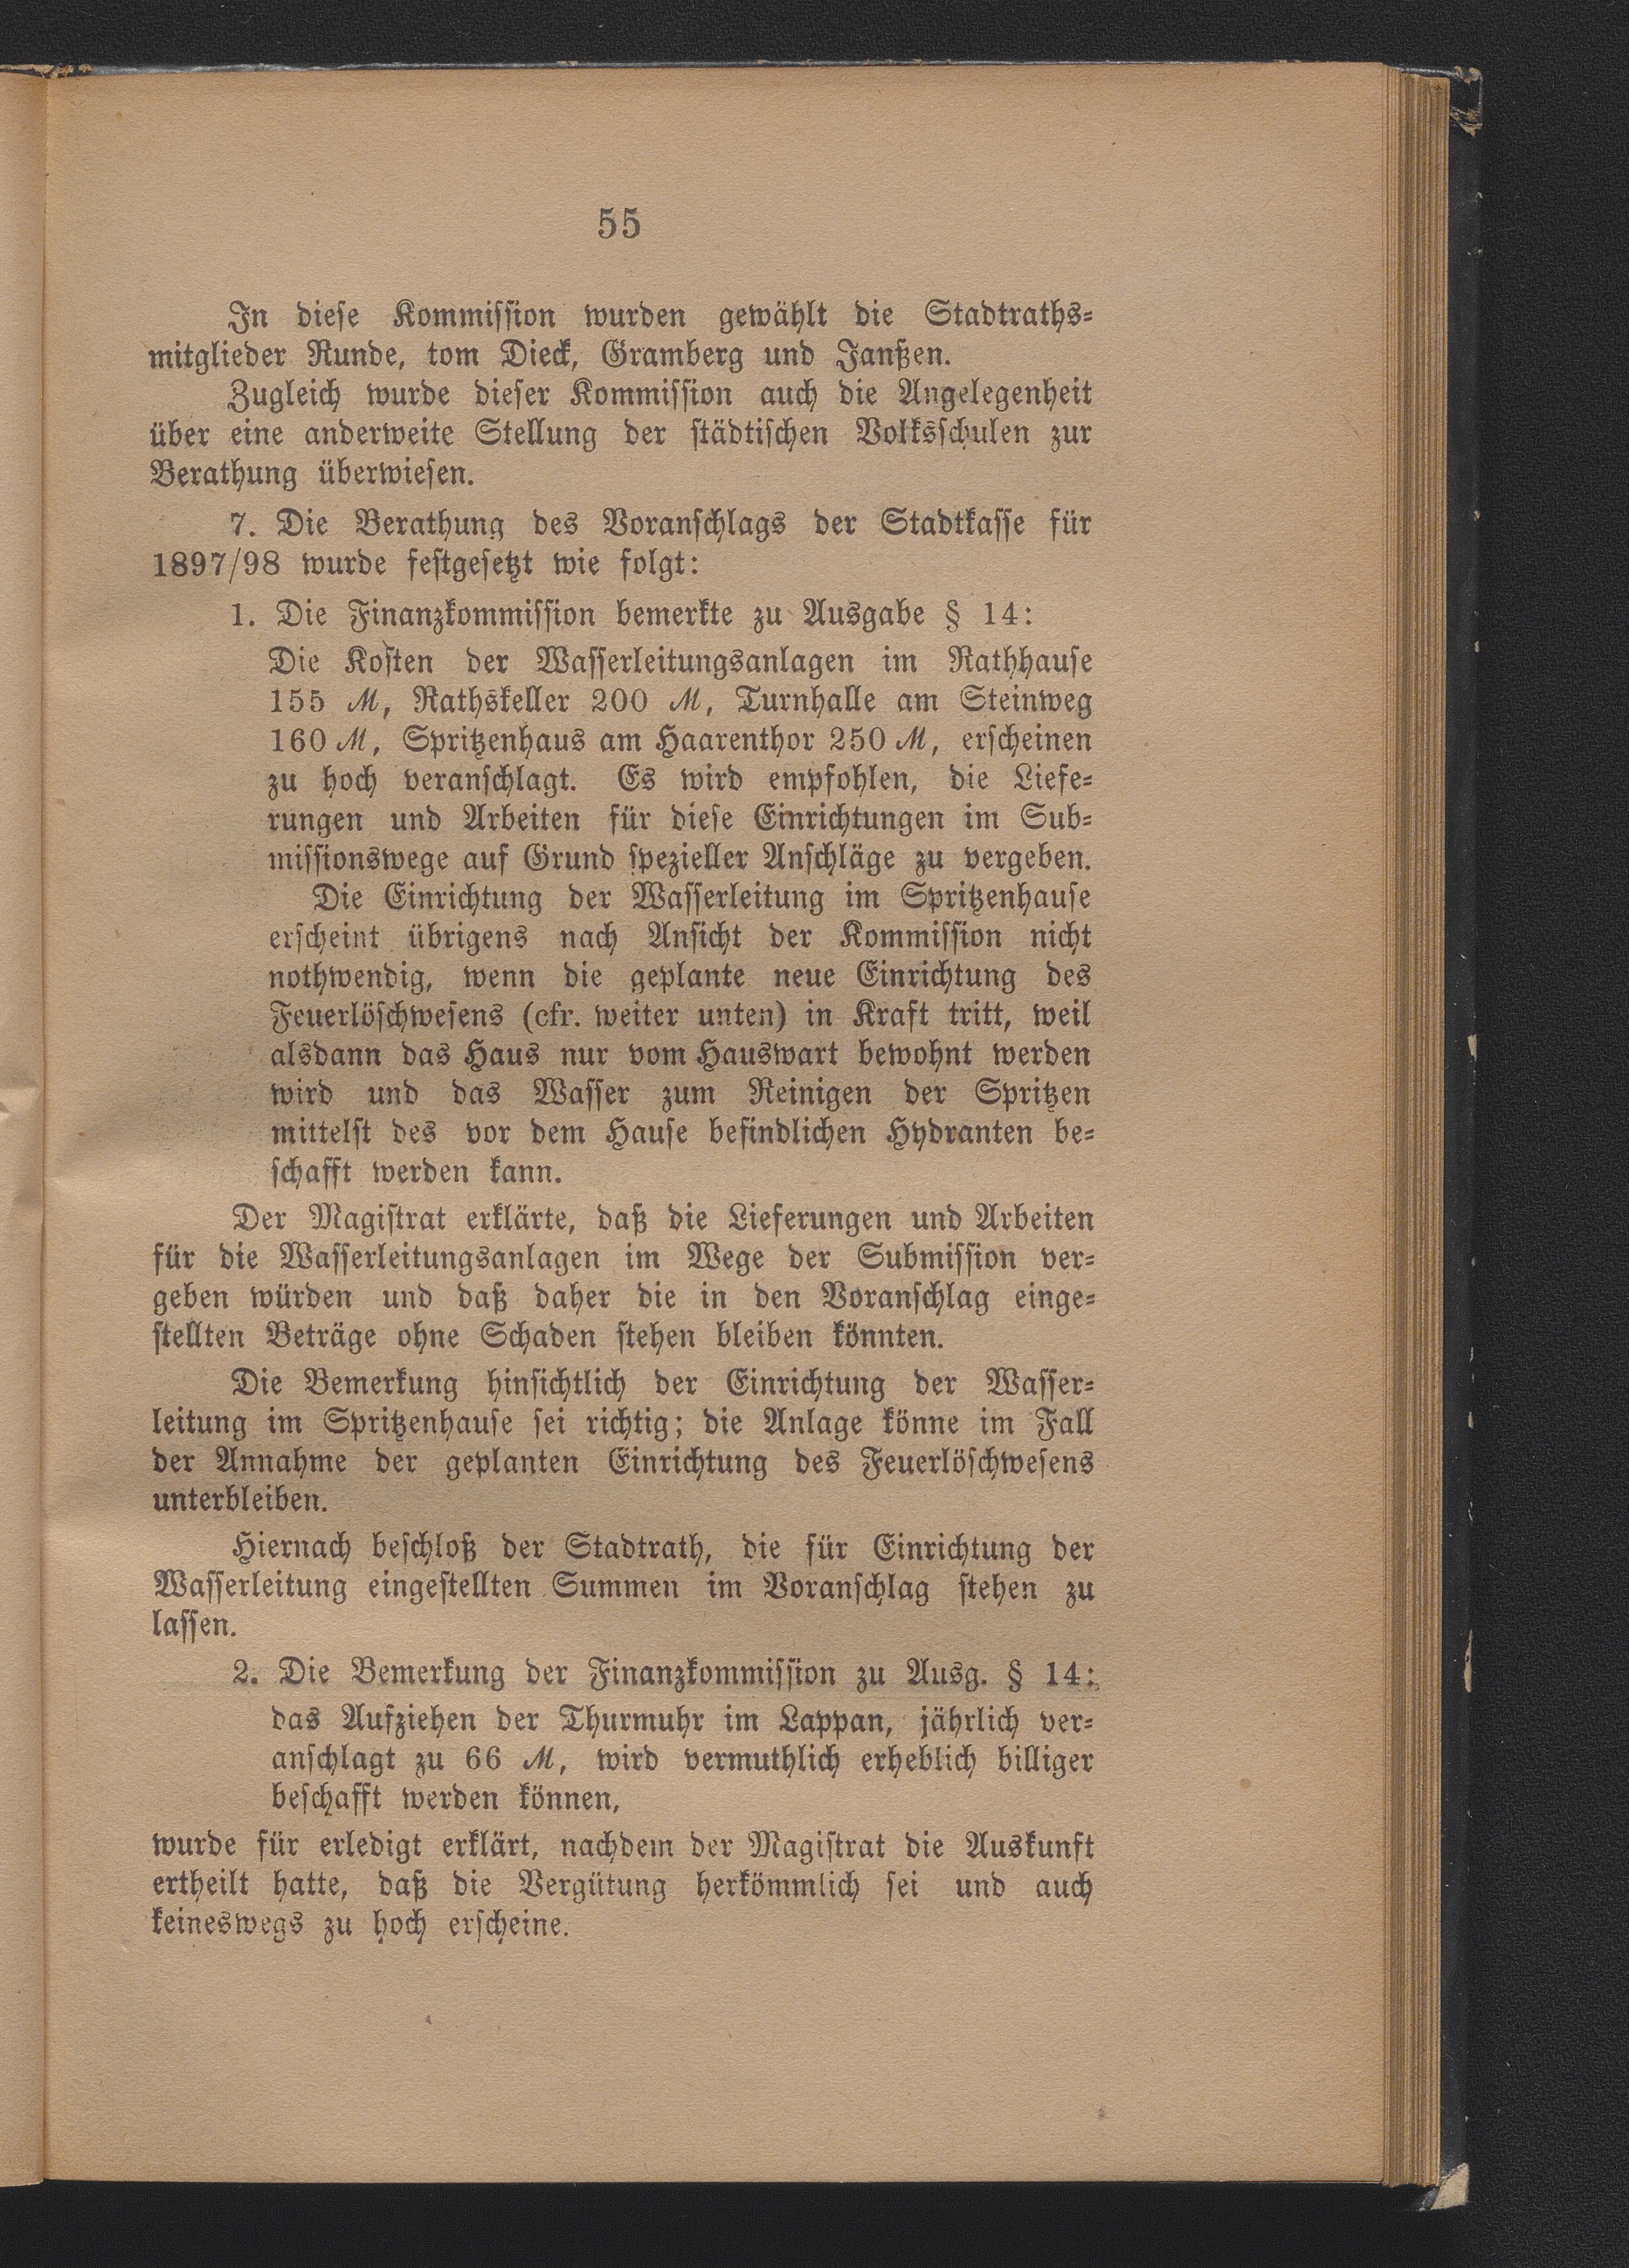 55
In diese Kommission wurden gewählt die Stadtraths-
mitglieder Runde, tom Dieck, Gramberg und Janßen.
Zugleich wurde dieser Kommission auch die Angelegenheit
über eine anderweite Stellung der städtischen Volksschulen zur
Berathung überwiesen.
7. Die Berathung des Voranschlags der Stadtkasse für
1897/98 wurde festgesetzt wie folgt:
1. Die Finanzkommission bemerkte zu Ausgabe § 14:
Die Kosten der Wasserleitungsanlagen im Rathhause
155 ℳ, Rathskeller 200 ℳ, Turnhalle am Steinweg
160 ℳ, Spritzenhaus am Haarenthor 250 ℳ, erscheinen
zu hoch veranschlagt. Es wird empfohlen, die Liefe-
rungen und Arbeiten für diese Einrichtungen im Sub-
missionswege auf Grund spezieller Anschläge zu vergeben.
Die Einrichtung der Wasserleitung im Spritzenhause
erscheint übrigens nach Ansicht der Kommission nicht
nothwendig, wenn die geplante neue Einrichtung des
Feuerlöschwesens (cfr. weiter unten) in Kraft tritt, weil
alsdann das Haus nur vom Hauswart bewohnt werden
wird und das Wasser zum Reinigen der Spritzen
mittelst des vor dem Hause befindlichen Hydranten be-
schafft werden kann.
Der Magistrat erklärte, daß die Lieferungen und Arbeiten
für die Wasserleitungsanlagen im Wege der Submission ver-
geben würden und daß daher die in den Voranschlag einge-
stellten Beträge ohne Schaden stehen bleiben könnten.
Die Bemerkung hinsichtlich der Einrichtung der Wasser-
leitung im Spritzenhause sei richtig; die Anlage könne im Fall
der Annahme der geplanten Einrichtung des Feuerlöschwesens
unterbleiben.
Hiernach beschloß der Stadtrath, die für Einrichtung der
Wasserleitung eingestellten Summen im Voranschlag stehen zu
lassen.
2. Die Bemerkung der Finanzkommission zu Ausg. § 14:
das Aufziehen der Thurmuhr im Lappan, jährlich ver-
anschlagt zu 66 ℳ, wird vermuthlich erheblich billiger
beschafft werden können,
wurde für erledigt erklärt, nachdem der Magistrat die Auskunft
ertheilt hatte, daß die Vergütung herkömmlich sei und auch
keineswegs zu hoch erscheine.